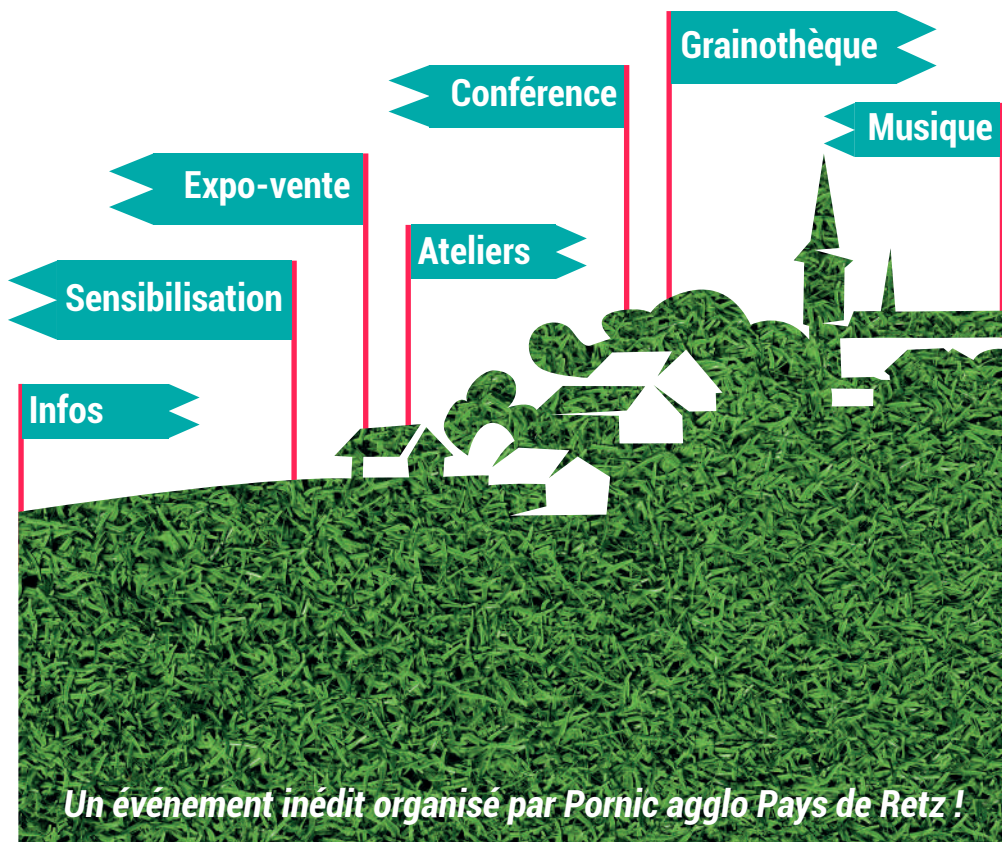 Grainothèque
Conférence
Musique
Expo-vente
Ateliers
Sensibilisation
Infos
Un événement inédit organisé par Pornic agglo Pays de Retz !